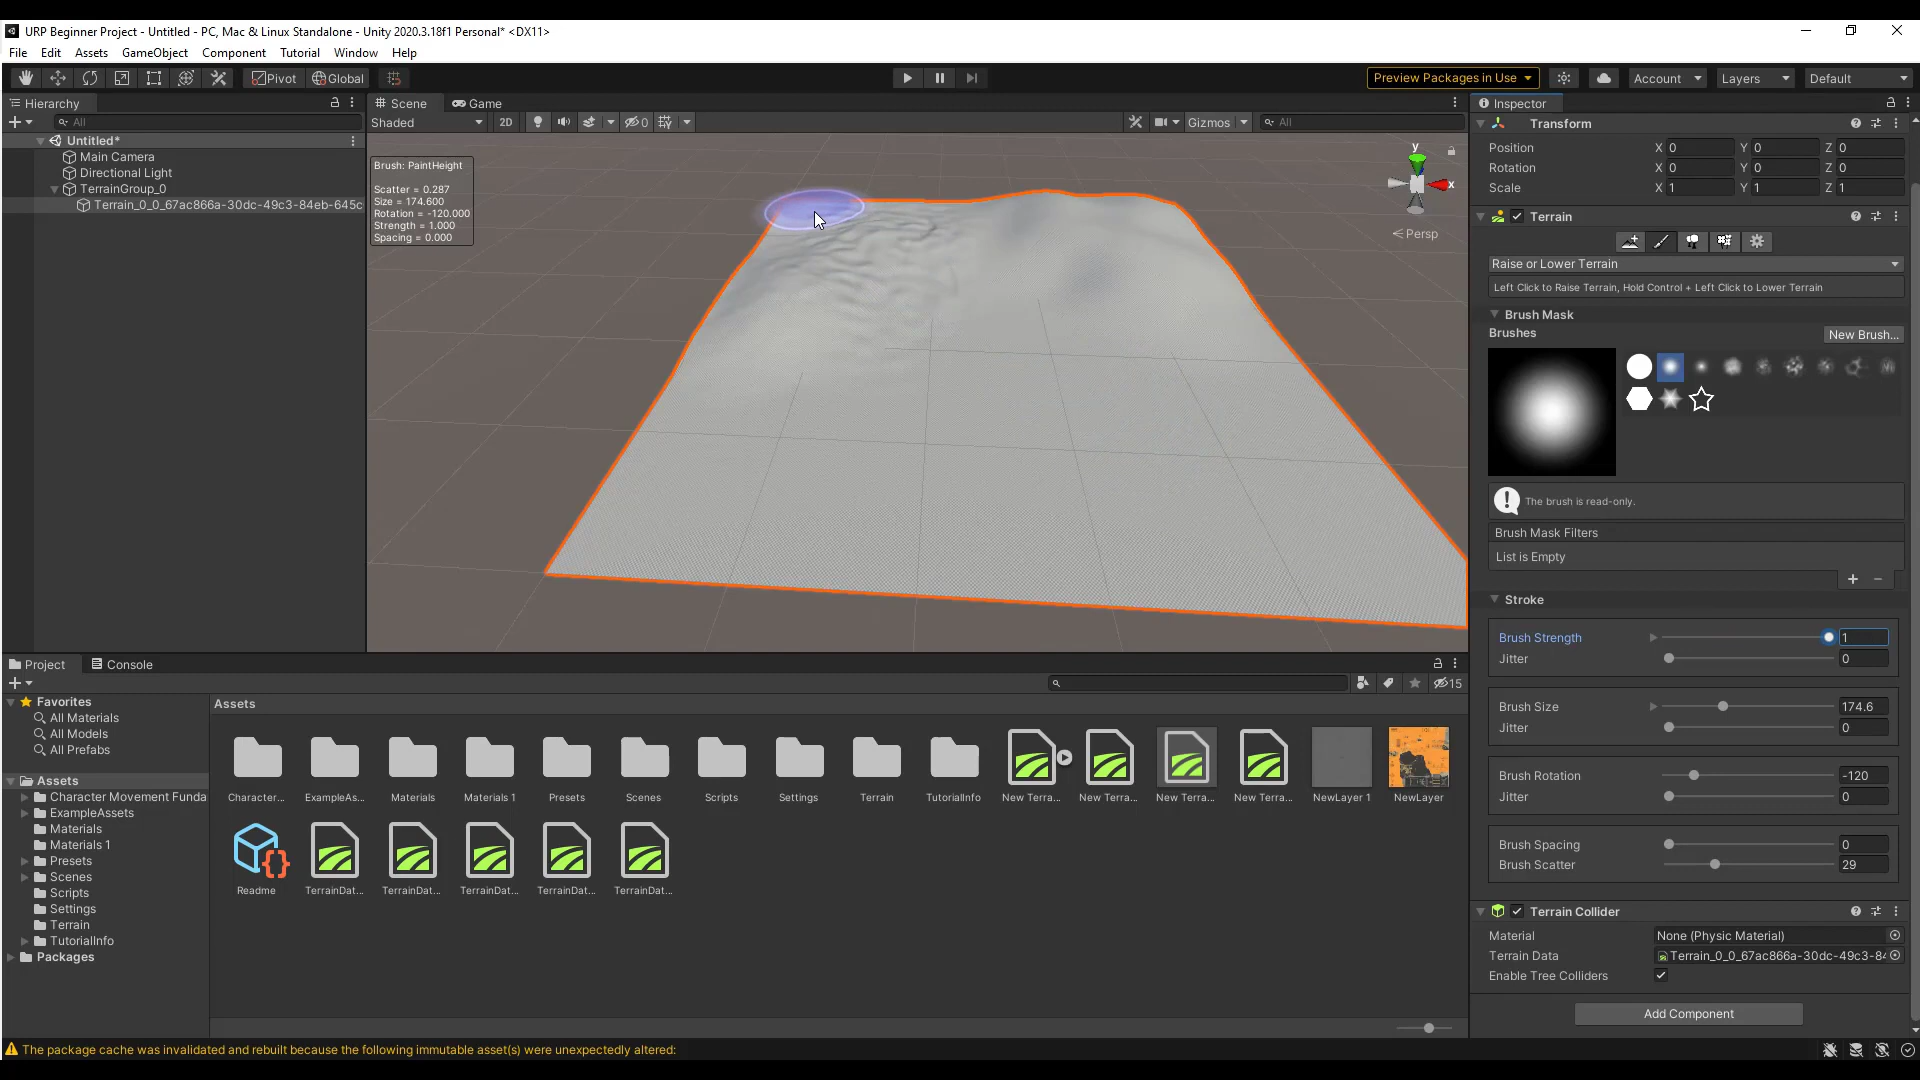 URP Beginner Project - Untitled - PC, Mac & Linux Standalone - Unity 2020.3.18f1 Personal* <DX11>
File Edit Assets GameObject Component Tutorial Window Help
Pivot Global Preview Packages in Use Account Layers Default
Hierarchy
All
Untitled*
Main Camera
Directional Light
TerrainGroup_0
Terrain_0_0_67ac866a-30dc-49c3-84eb-645c
Scene Game
Shaded 2D 0 Gizmos All
Brush: PaintHeight
Scatter = 0.287
Size = 174.600
Rotation = -120.000
Strength = 1.000
Spacing = 0.000
y
x
Persp
Inspector
Transform
Position X 0 Y 0 Z 0
Rotation X 0 Y 0 Z 0
Scale X 1 Y 1 Z 1
Terrain
Raise or Lower Terrain
Left Click to Raise Terrain, Hold Control + Left Click to Lower Terrain
Brush Mask
Brushes New Brush...
The brush is read-only.
Brush Mask Filters
List is Empty
Stroke
Brush Strength 1
Jitter 0
Brush Size 174.6
Jitter 0
Brush Rotation -120
Jitter 0
Brush Spacing 0
Brush Scatter 29
Terrain Collider
Material None (Physic Material)
Terrain Data Terrain_0_0_67ac866a-30dc-49c3-84
Enable Tree Colliders
Add Component
Project Console
15
Favorites
All Materials
All Models
All Prefabs
Assets
Character Movement Funda
ExampleAssets
Materials
Materials 1
Presets
Scenes
Scripts
Settings
Terrain
TutorialInfo
Packages
Assets
Character... ExampleAs... Materials Materials 1 Presets Scenes Scripts Settings Terrain TutorialInfo New Terra... New Terra... New Terra... New Terra... NewLayer 1 NewLayer
Readme TerrainDat... TerrainDat... TerrainDat... TerrainDat... TerrainDat...
The package cache was invalidated and rebuilt because the following immutable asset(s) were unexpectedly altered: